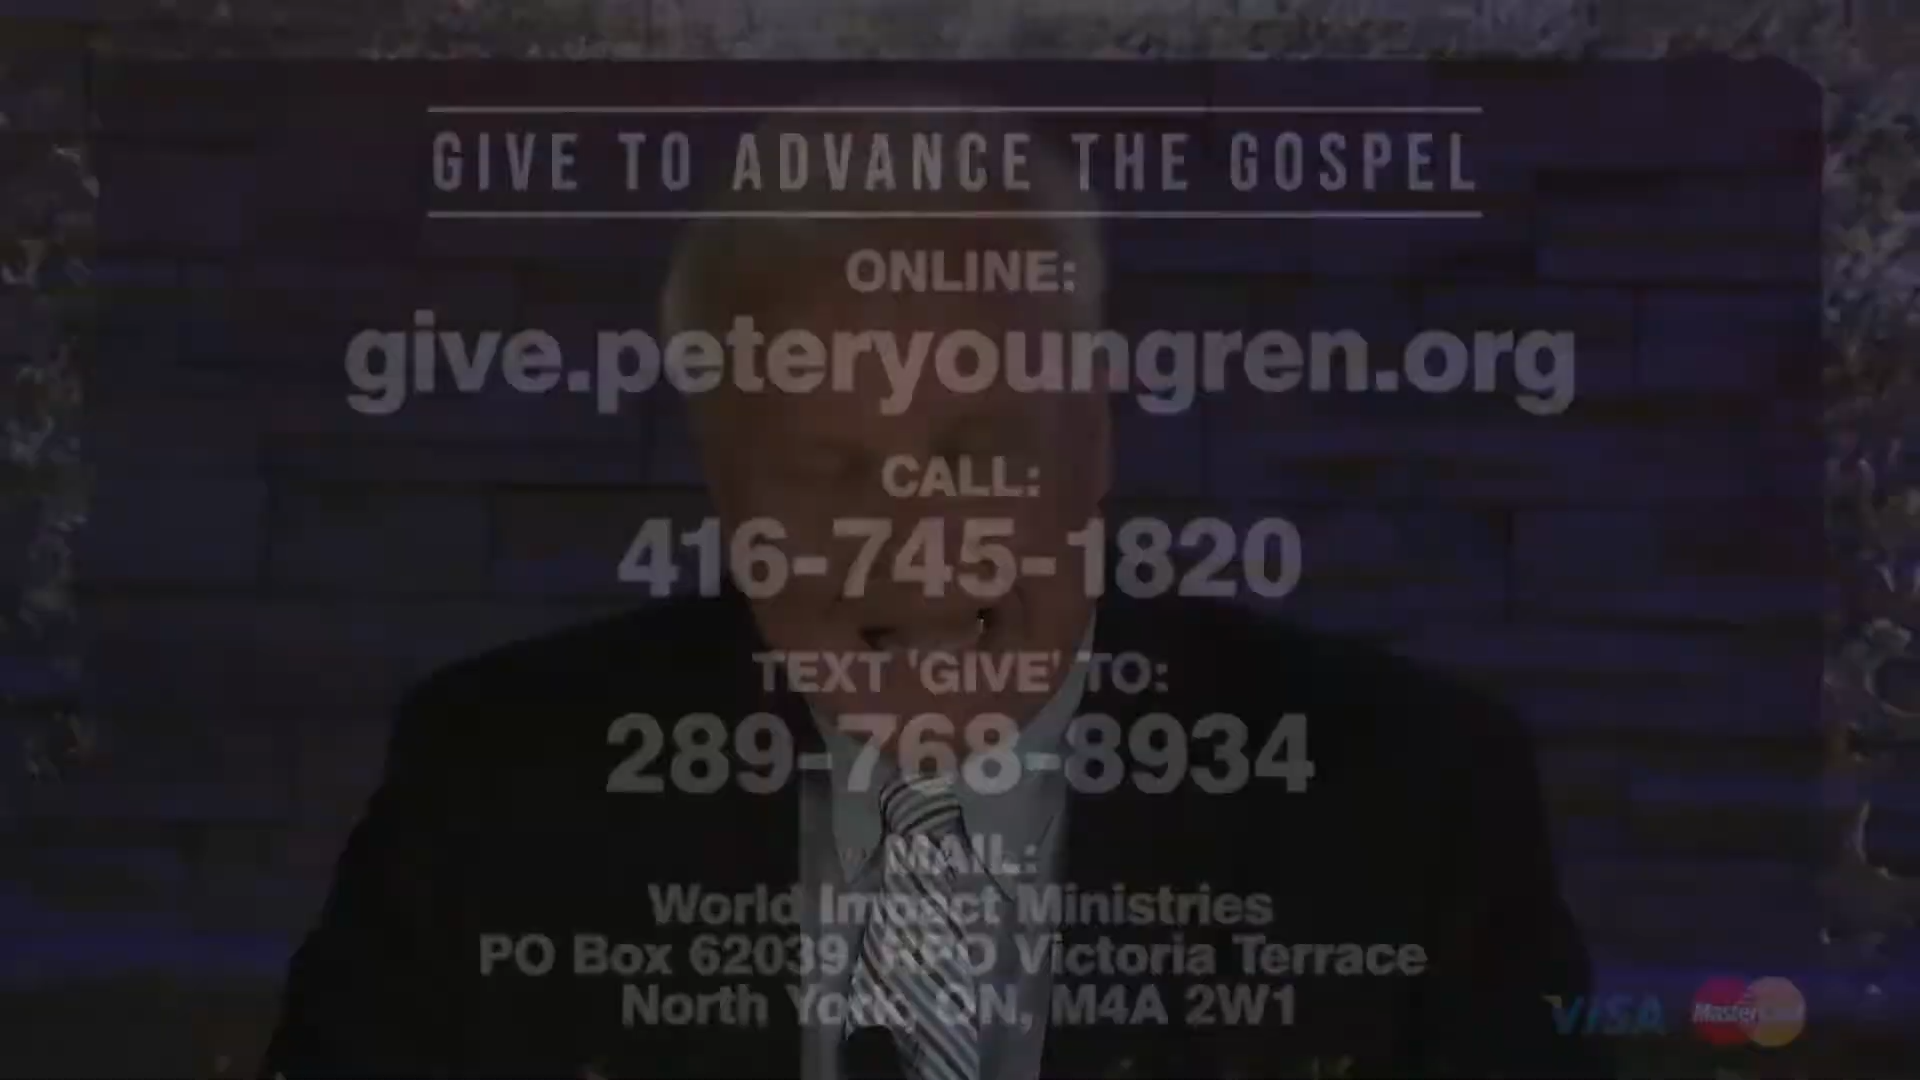 GIVE TO ADVANCE THE GOSPEL
ONLINE:
give.peteryoungren.org
CALL:
416-745-1820
TEXT 'GIVE' TO:
289-768-8934
MAIL:
World Impact Ministries
PO Box 62039, RPO Victoria Terrace
North York, ON, M4A 2W1
VISA MasterCard